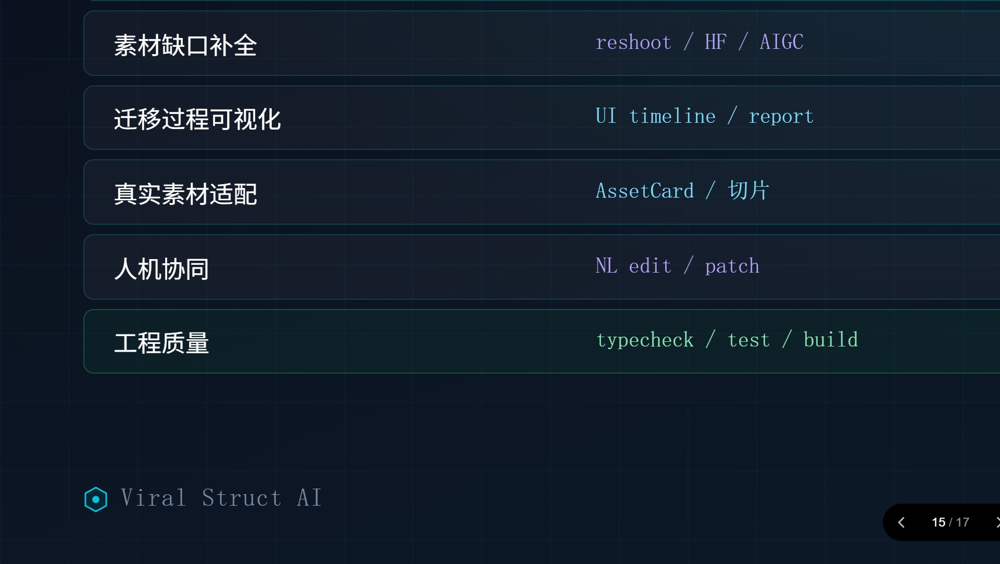 素材缺口补全 reshoot / HF / AIGC
迁移过程可视化 UI timeline / report
真实素材适配 AssetCard / 切片
人机协同 NL edit / patch
工程质量 typecheck / test / build
Viral Struct AI
15 / 17